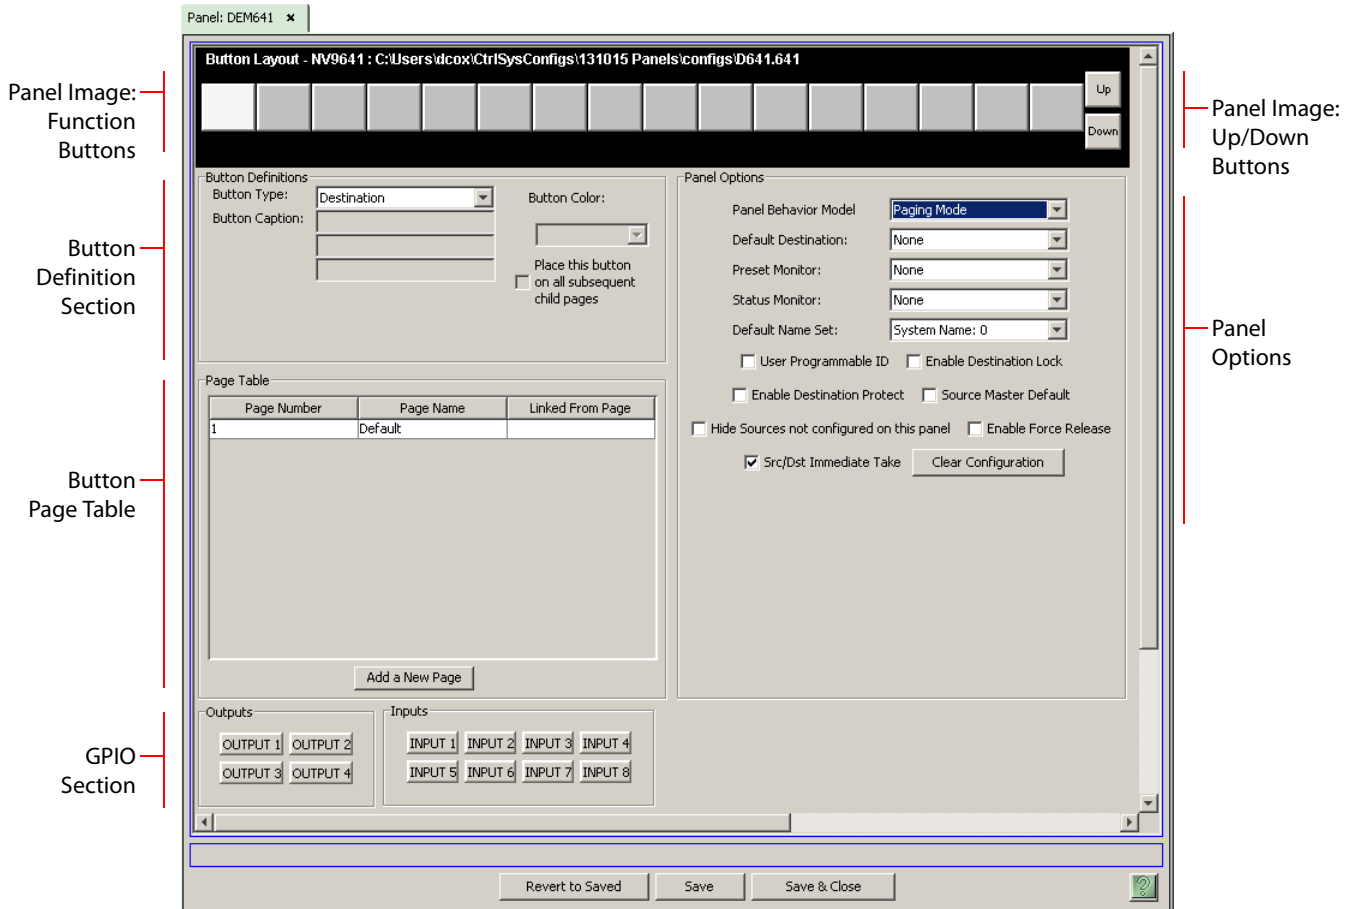 Panel: DEM641 ×
Button Layout - NV9641 : C:\Users\dcox\CtrlSysConfigs\131015 Panels\configs\D641.641
Up
Down
Panel Image:
Function
Buttons
Panel Image:
Up/Down
Buttons
Button Definitions
Button Type:
Destination
Button Color:
Button Caption:
Place this button
on all subsequent
child pages
Button
Definition
Section
Panel Options
Panel Behavior Model
Paging Mode
Default Destination:
None
Preset Monitor:
None
Status Monitor:
None
Default Name Set:
System Name: 0
User Programmable ID
Enable Destination Lock
Enable Destination Protect
Source Master Default
Hide Sources not configured on this panel
Enable Force Release
Src/Dst Immediate Take
Clear Configuration
Panel
Options
Page Table
Page Number
Page Name
Linked From Page
1
Default
Add a New Page
Button
Page Table
Outputs
OUTPUT 1
OUTPUT 2
OUTPUT 3
OUTPUT 4
Inputs
INPUT 1
INPUT 2
INPUT 3
INPUT 4
INPUT 5
INPUT 6
INPUT 7
INPUT 8
GPIO
Section
Revert to Saved
Save
Save & Close
?